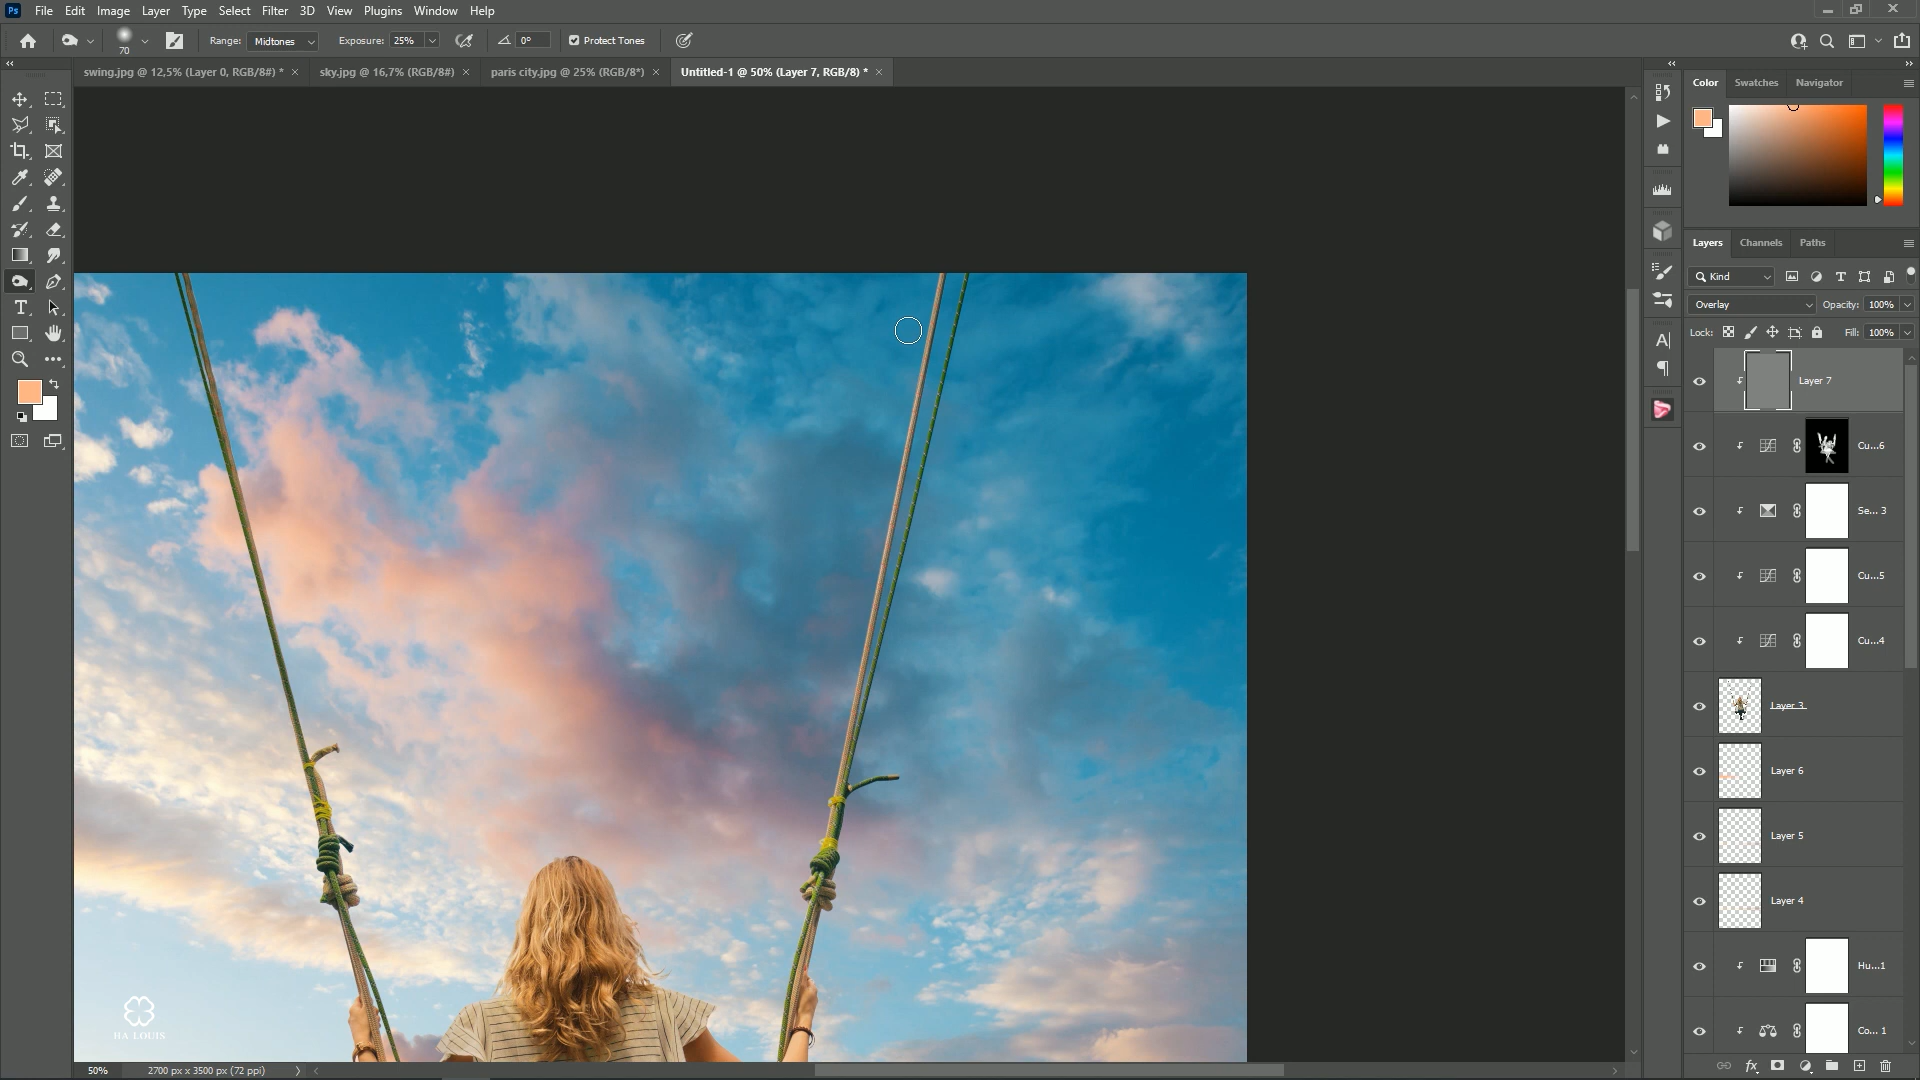 Ps File Edit Image Layer Type Select Filter 3D View Plugins Window Help
70 Range: Midtones Exposure: 25% 0° Protect Tones
swing.jpg @ 12,5% (Layer 0, RGB/8#) * × sky.jpg @ 16,7% (RGB/8#) × paris city.jpg @ 25% (RGB/8*) × Untitled-1 @ 50% (Layer 7, RGB/8) * ×
Color Swatches Navigator
Layers Channels Paths
Kind
Overlay Opacity: 100%
Lock: Fill: 100%
Layer 7
Cu...6
Se... 3
Cu...5
Cu...4
Layer 3
Layer 6
Layer 5
Layer 4
Hu...1
Co... 1
HA LOUIS
50% 2700 px x 3500 px (72 ppi)